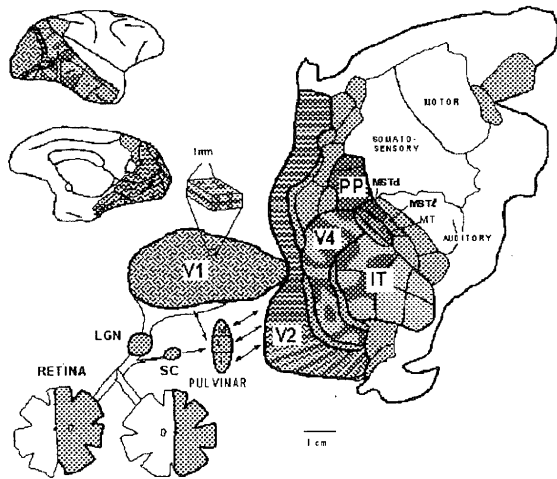 1mm
MOTOR
SOMATO-
SENSORY
PP
MSTd
MSTℓ
MT
AUDITORY
V4
V1
IT
LGN
V2
SC
RETINA
PULVINAR
1 cm